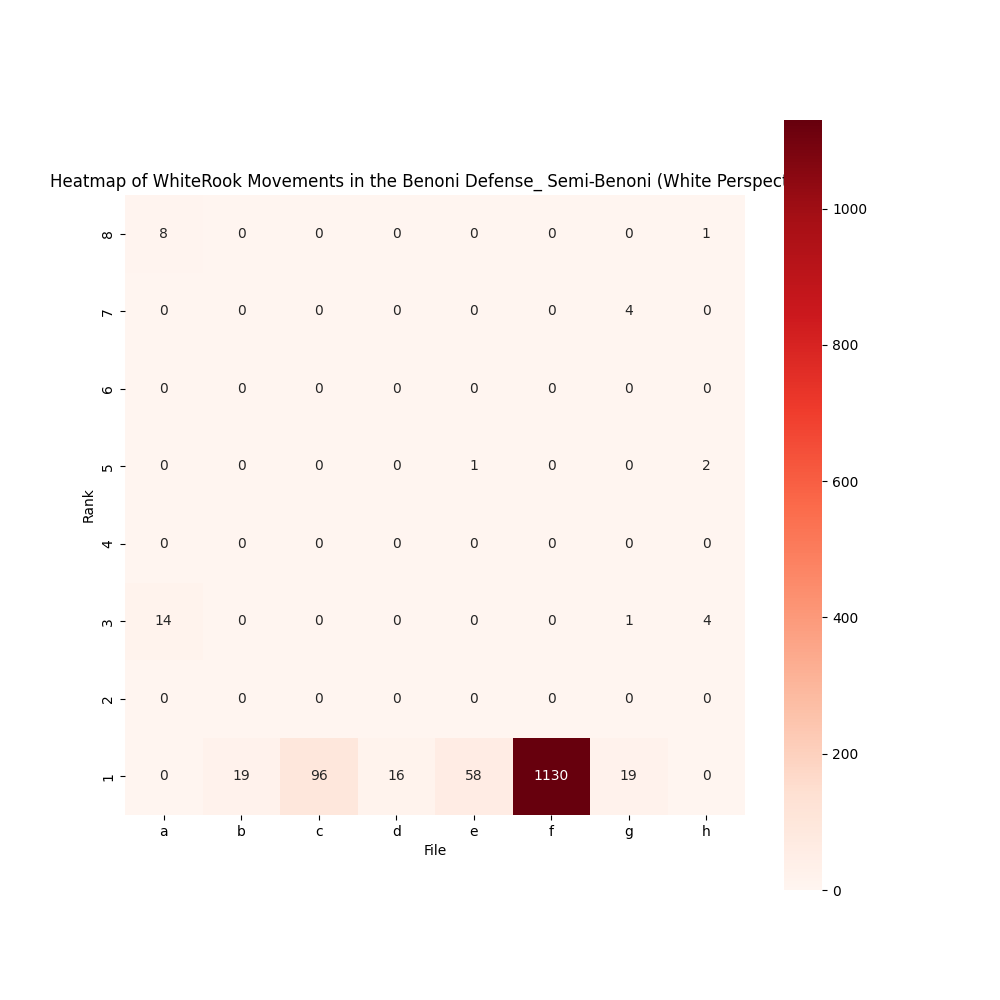 Heatmap of WhiteRook Movements in the Benoni Defense_ Semi-Benoni (White Perspect
8 8 0 0 0 0 0 0 1
7 0 0 0 0 0 0 4 0
6 0 0 0 0 0 0 0 0
5 0 0 0 0 1 0 0 2
4 0 0 0 0 0 0 0 0
3 14 0 0 0 0 0 1 4
2 0 0 0 0 0 0 0 0
1 0 19 96 16 58 1130 19 0
a b c d e f g h
File
Rank
1000
800
600
400
200
0